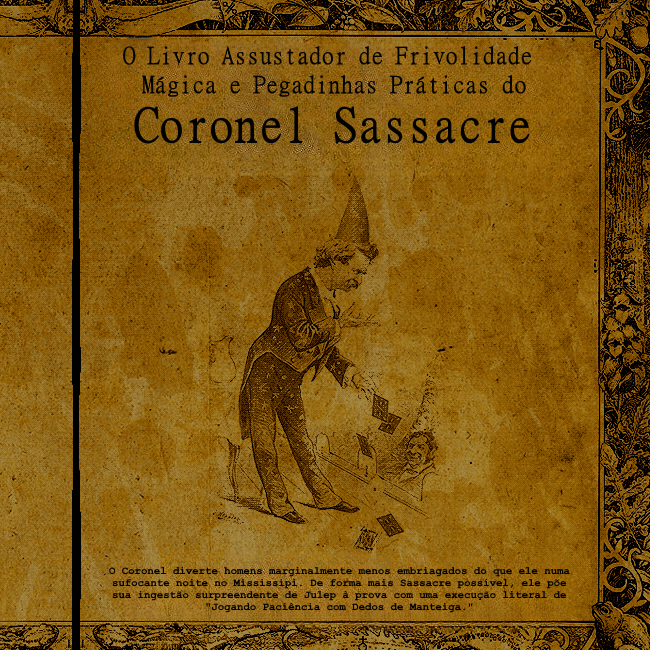 O Livro Assustador de Frivolidade
Mágica e Pegadinhas Práticas do
Coronel Sassacre
O Coronel diverte homens marginalmente menos embriagados do que ele numa
sufocante noite no Mississipi. De forma mais Sassacre possível, ele põe
sua ingestão surpreendente de Julep à prova com uma execução literal de
"Jogando Paciência com Dedos de Manteiga."